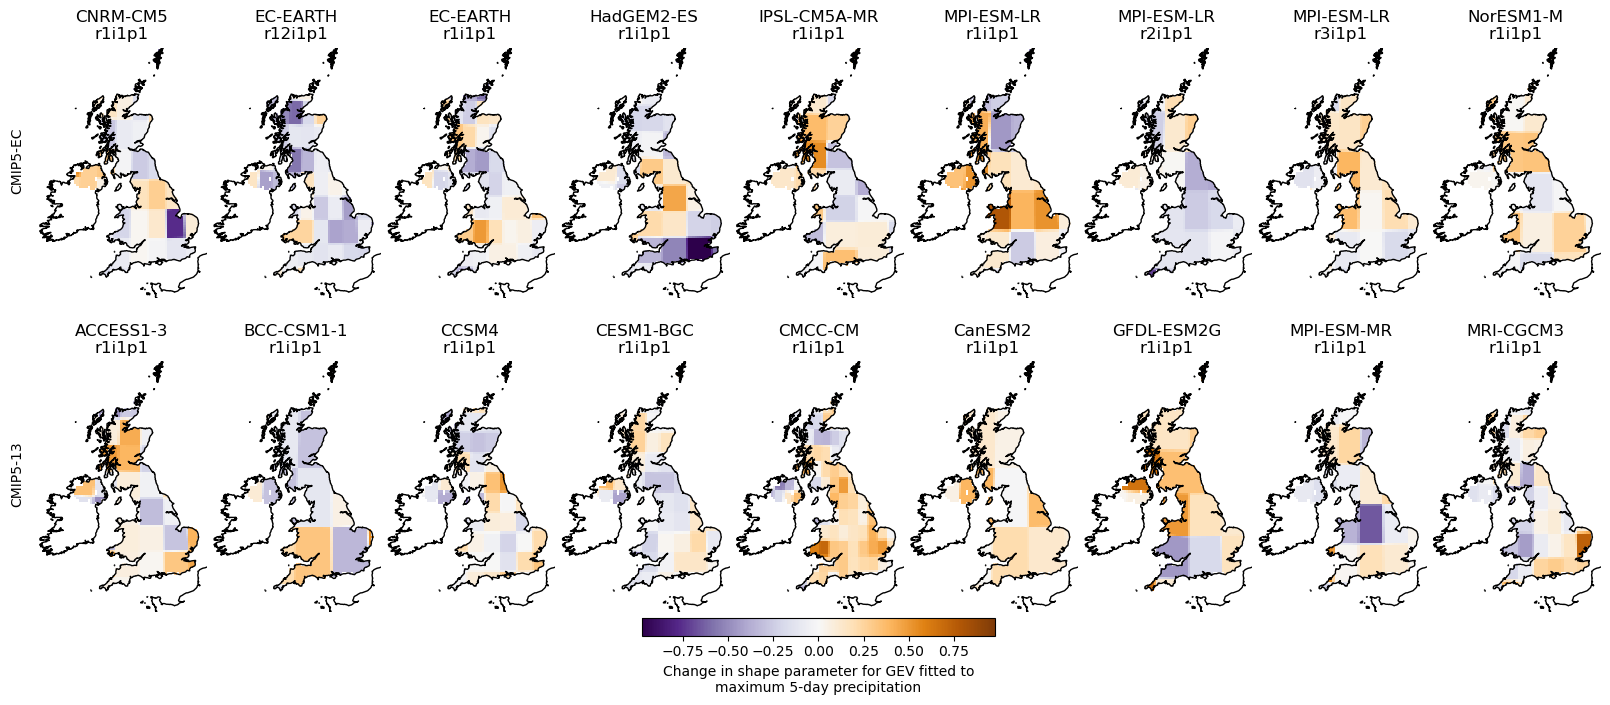 CNRM-CM5
r1i1p1
EC-EARTH
r12i1p1
EC-EARTH
r1i1p1
HadGEM2-ES
r1i1p1
IPSL-CM5A-MR
r1i1p1
MPI-ESM-LR
r1i1p1
MPI-ESM-LR
r2i1p1
MPI-ESM-LR
r3i1p1
NorESM1-M
r1i1p1
CMIP5-EC
ACCESS1-3
r1i1p1
BCC-CSM1-1
r1i1p1
CCSM4
r1i1p1
CESM1-BGC
r1i1p1
CMCC-CM
r1i1p1
CanESM2
r1i1p1
GFDL-ESM2G
r1i1p1
MPI-ESM-MR
r1i1p1
MRI-CGCM3
r1i1p1
CMIP5-13
−0.75 −0.50 −0.25 0.00 0.25 0.50 0.75
Change in shape parameter for GEV fitted to
maximum 5-day precipitation